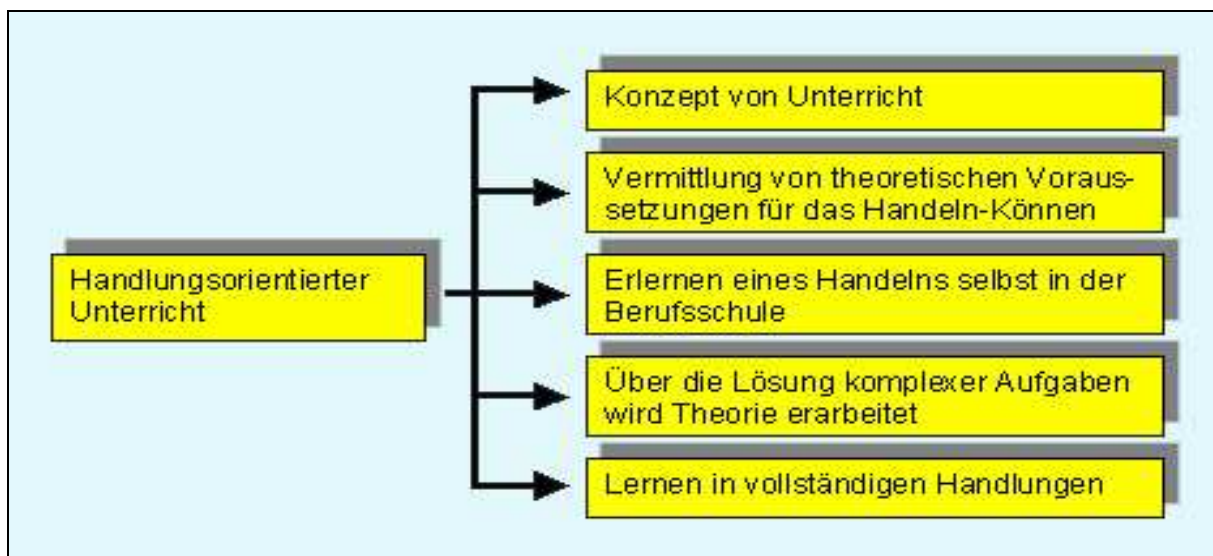 Konzept von Unterricht
Vermittlung von theoretischen Voraus-
setzungen für das Handeln-Können
Handlungsorientierter
Unterricht
Erlernen eines Handelns selbst in der
Berufsschule
Über die Lösung komplexer Aufgaben
wird Theorie erarbeitet
Lernen in vollständigen Handlungen